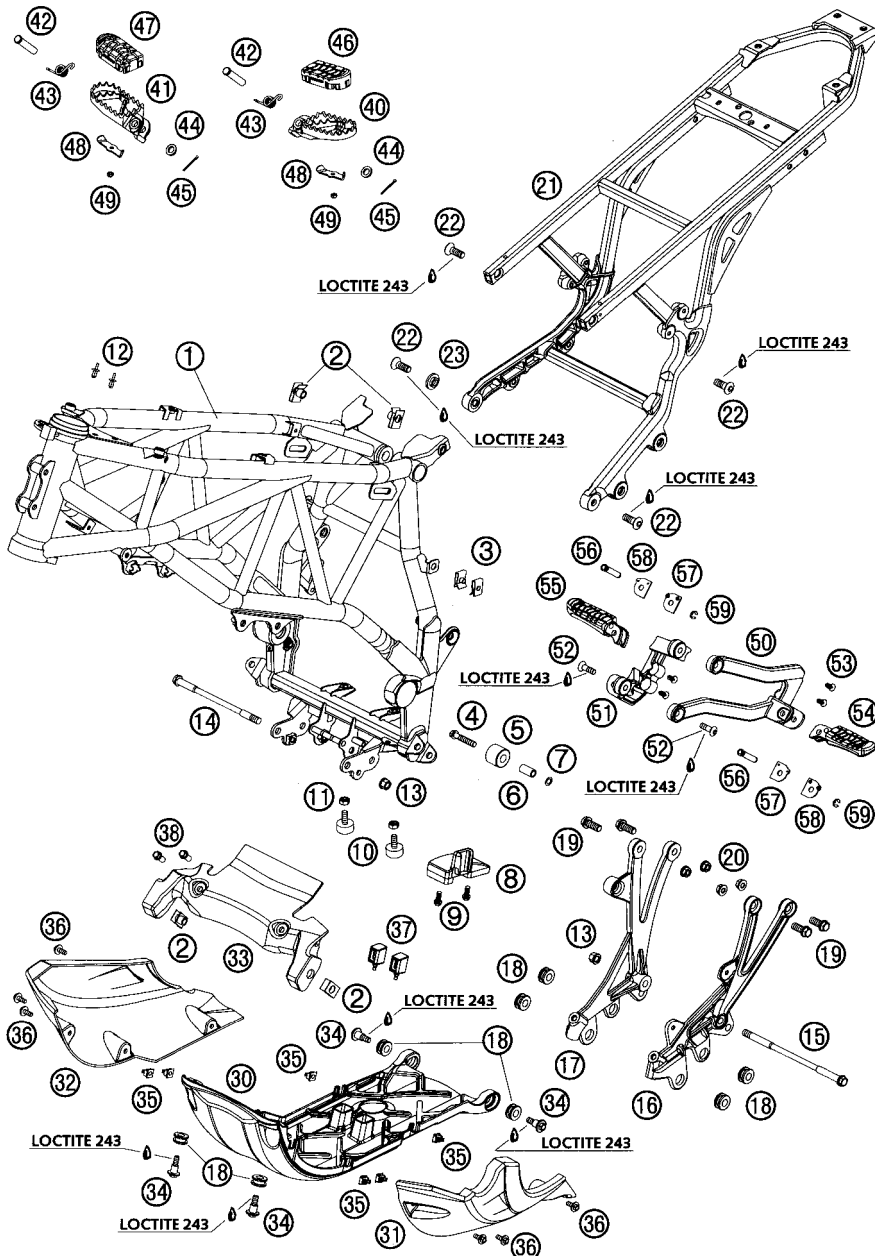 42 47 42 46
43 41 43 40
48 44 48 44
49 45 49 45
21
22
LOCTITE 243
12 1 2 22 23
LOCTITE 243
LOCTITE 243
22
LOCTITE 243
22
3
56 58 57 59
55 50
52 53
LOCTITE 243
51 54
14 4 5 7
52
56 57 58 59
LOCTITE 243
11 13 6
10
38 8
9
19 20
36 2 33 37
13 19
18
LOCTITE 243
36 2 34
32 35 30 35 18
17 16 15
18
34
LOCTITE 243
LOCTITE 243
18 35
34 35 31 36
LOCTITE 243
34 36